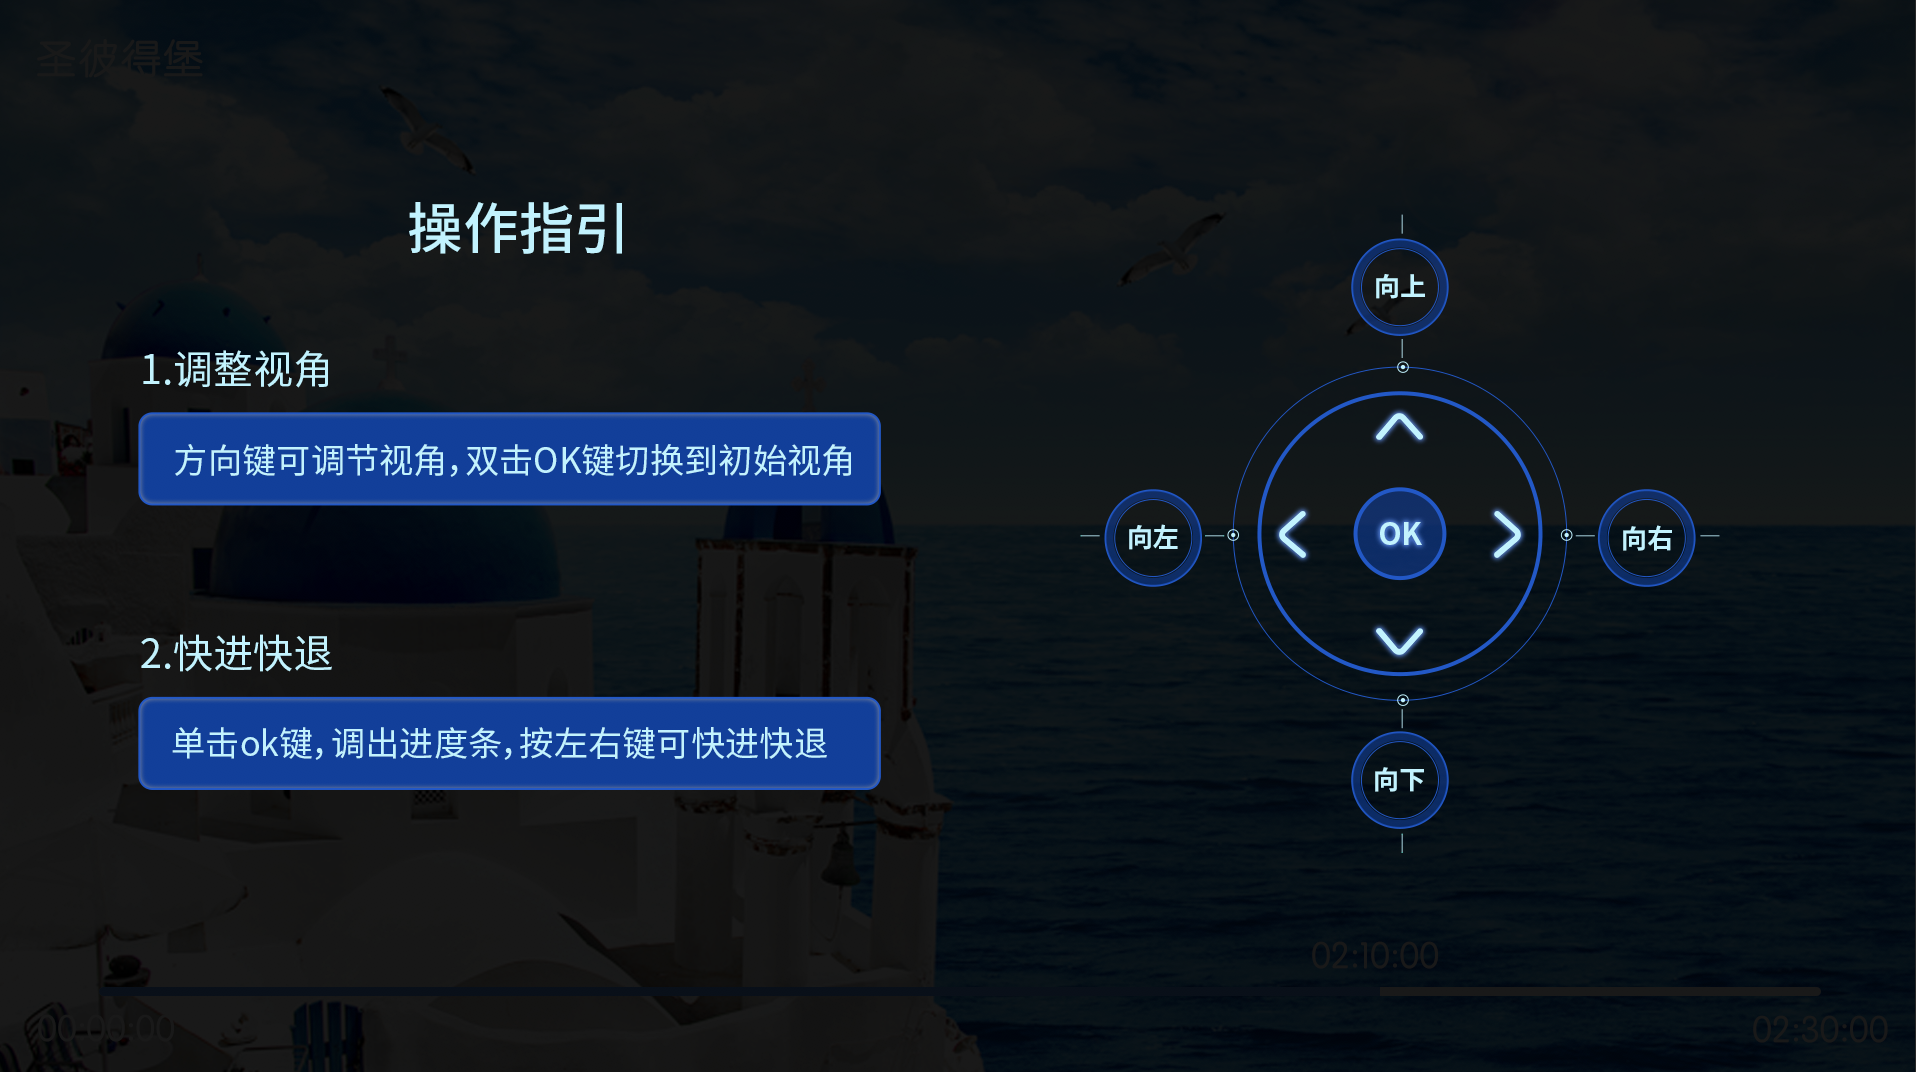 圣彼得堡
操作指引
1.调整视角
方向键可调节视角，双击OK键切换到初始视角
2.快进快退
单击ok键，调出进度条，按左右键可快进快退
向上
向左
OK
向右
向下
02:10:00
00:00:00
02:30:00